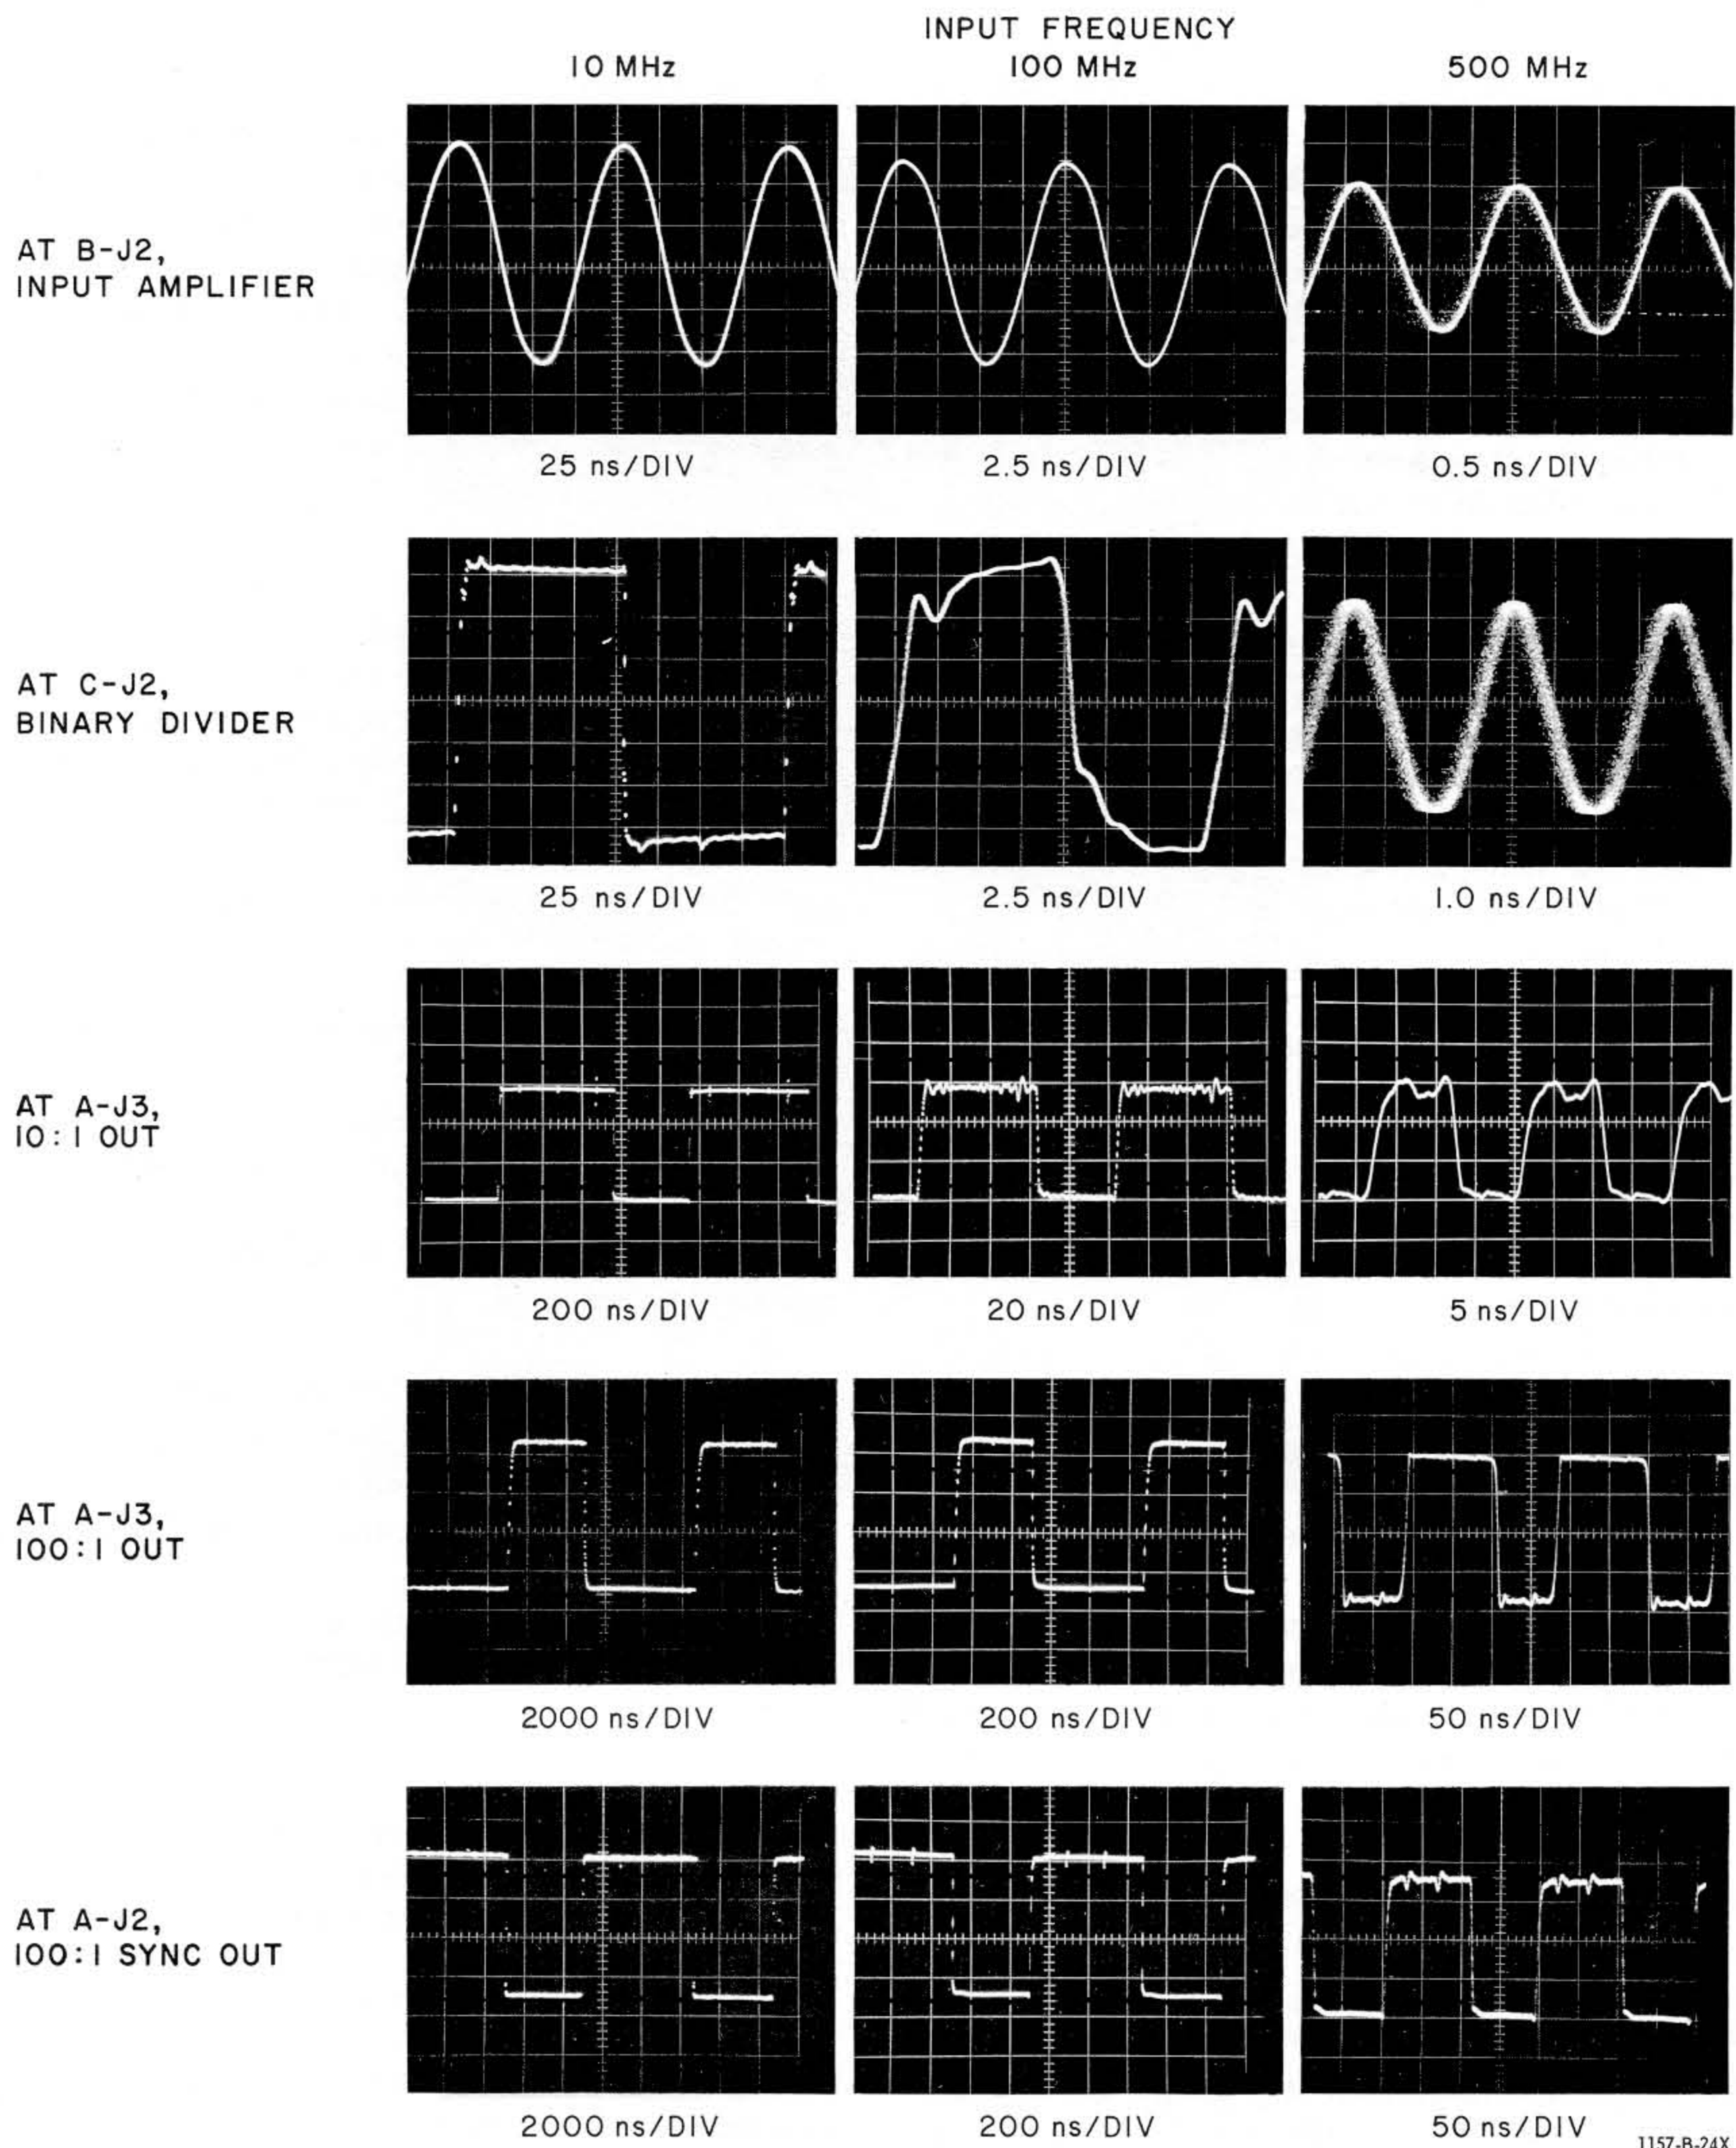 INPUT FREQUENCY
10 MHz 100 MHz 500 MHz
AT B-J2,
INPUT AMPLIFIER
25 ns/DIV 2.5 ns/DIV 0.5 ns/DIV
AT C-J2,
BINARY DIVIDER
25 ns/DIV 2.5 ns/DIV 1.0 ns/DIV
AT A-J3,
10:1 OUT
200 ns/DIV 20 ns/DIV 5 ns/DIV
AT A-J3,
100:1 OUT
2000 ns/DIV 200 ns/DIV 50 ns/DIV
AT A-J2,
100:1 SYNC OUT
2000 ns/DIV 200 ns/DIV 50 ns/DIV
1157-B-24X